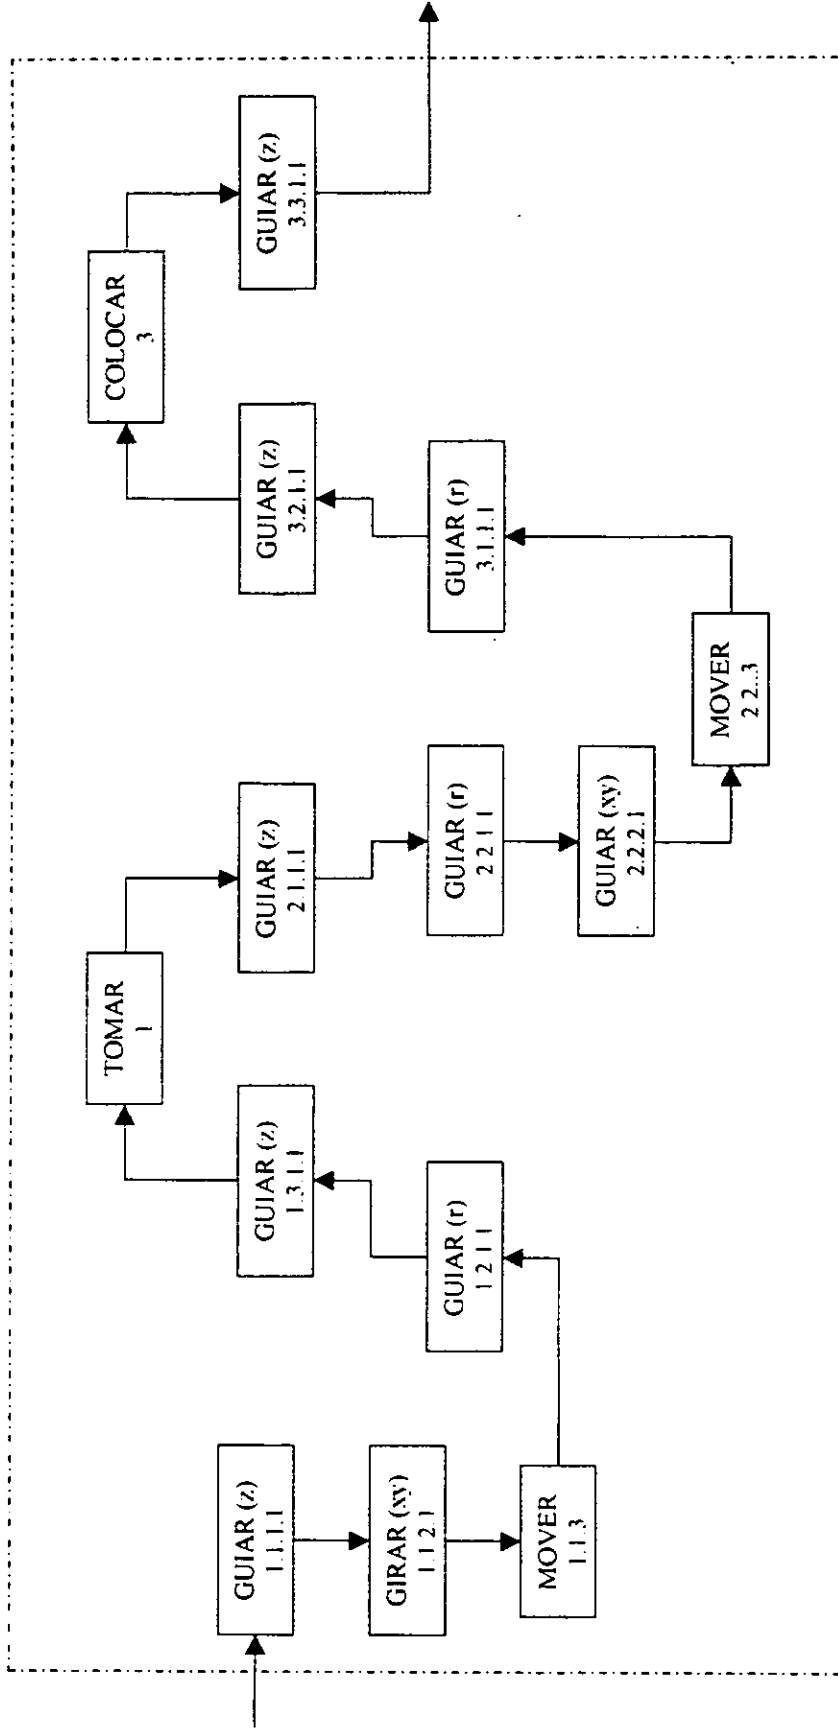 GUIAR (z)
1.1.1.1
GIRAR (xy)
1.1 2.1
MOVER
1.1.3
GUIAR (r)
1 2 1 1
GUIAR (z)
1.3.1.1
TOMAR
1
GUIAR (z)
2.1.1.1
GUIAR (r)
2 2 1 1
GUIAR (xy)
2.2.2.1
MOVER
2 2..3
GUIAR (r)
3.1.1.1
GUIAR (z)
3.2.1.1
COLOCAR
3
GUIAR (z)
3.3.1.1